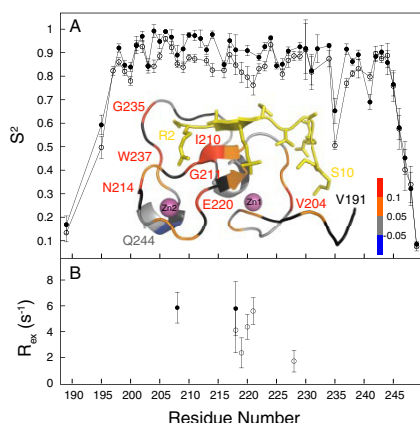 A
S²
1
0.9
0.8
0.7
0.6
0.5
0.4
0.3
0.2
0.1
G235
R2
I210
W237
G211
N214
S10
E220
Zn2
Zn1
V204
V191
Q244
0.1
0.05
-0.05
B
R_ex (s⁻¹)
8
6
4
2
0
190 195 200 205 210 215 220 225 230 235 240 245
Residue Number